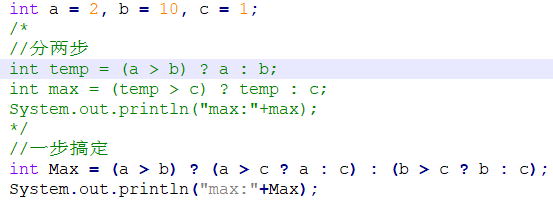 int a = 2, b = 10, c = 1;
/*
//分两步
int temp = (a > b) ? a : b;
int max = (temp > c) ? temp : c;
System.out.println("max:"+max);
*/
//一步搞定
int Max = (a > b) ? (a > c ? a : c) : (b > c ? b : c);
System.out.println("max:"+Max);